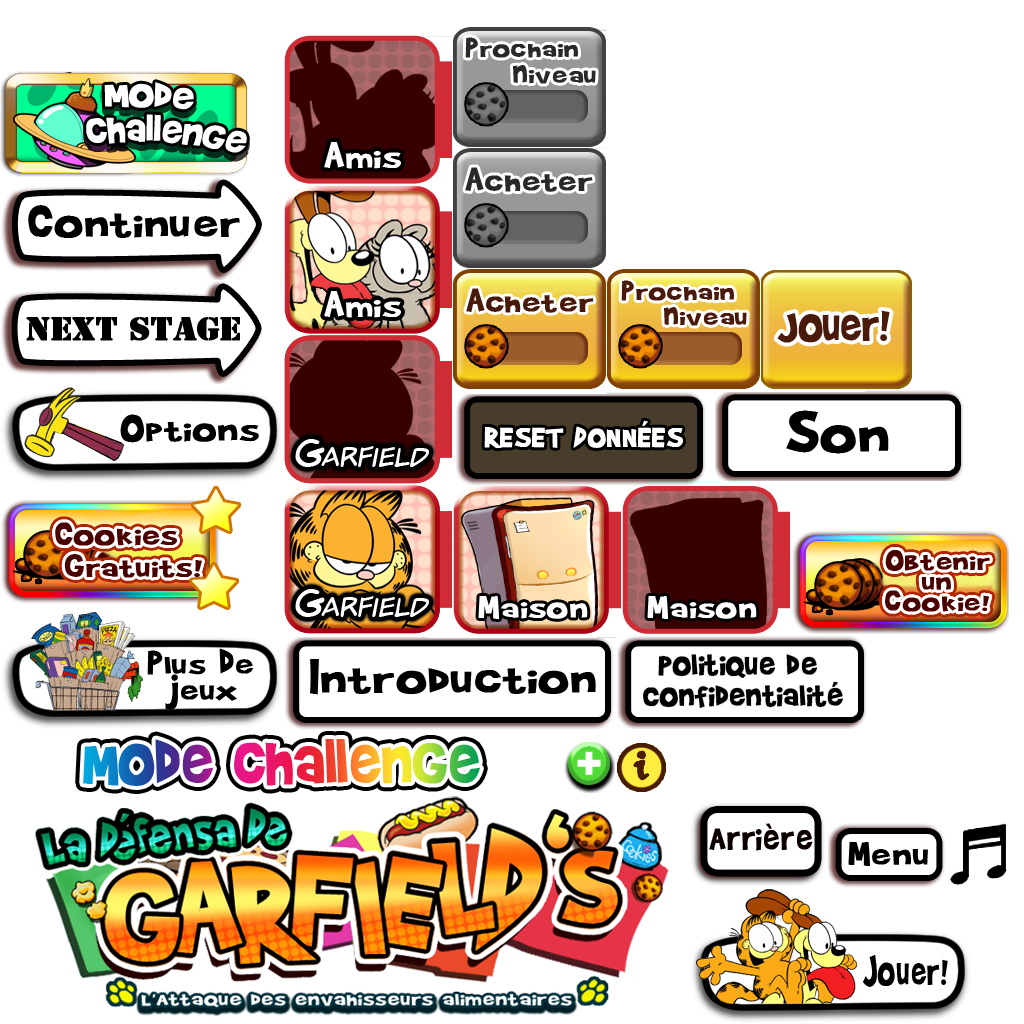 Prochain
Niveau
MODE
Challenge
Amis
Acheter
Continuer
Amis
Acheter
Prochain
Niveau
Jouer!
NEXT STAGE
Options
GARFIELD
RESET DONNÉES
Son
Cookies
Gratuits!
GARFIELD
Maison
Maison
Obtenir
un
Cookie!
Plus De
jeux
Introduction
Politique de
confidentialité
MODE Challenge
i
La Défensa De
GARFIELD'S
Cookies
L'Attaque Des envahisseurs alimentaires
Arrière
Menu
Jouer!